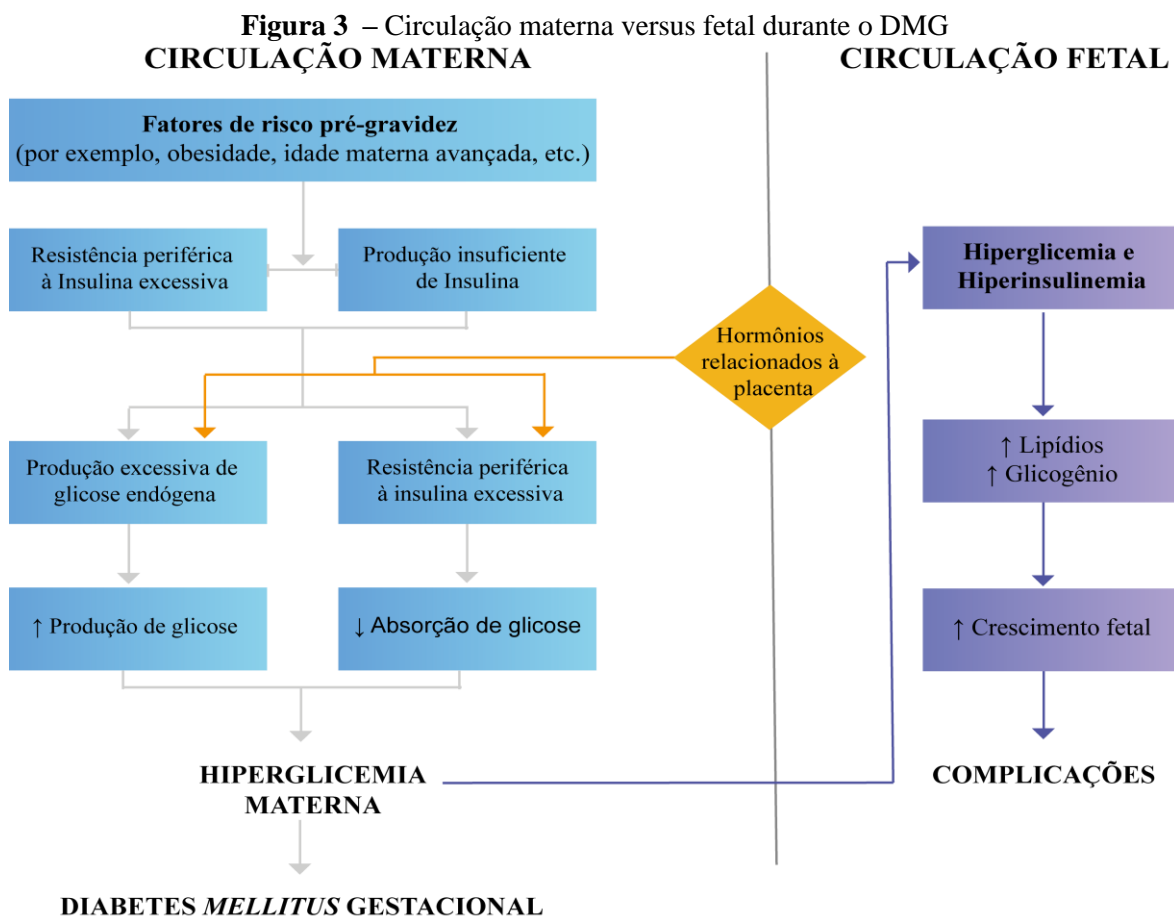 Figura 3 – Circulação materna versus fetal durante o DMG
CIRCULAÇÃO MATERNA
Fatores de risco pré-gravidez
(por exemplo, obesidade, idade materna avançada, etc.)
Resistência periférica
à Insulina excessiva
Produção insuficiente
de Insulina
Hormônios
relacionados à
placenta
Produção excessiva de
glicose endógena
Resistência periférica
à insulina excessiva
↑ Produção de glicose
↓ Absorção de glicose
HIPERGLICEMIA
MATERNA
DIABETES MELLITUS GESTACIONAL
CIRCULAÇÃO FETAL
Hiperglicemia e
Hiperinsulinemia
↑ Lipídios
↑ Glicogênio
↑ Crescimento fetal
COMPLICAÇÕES